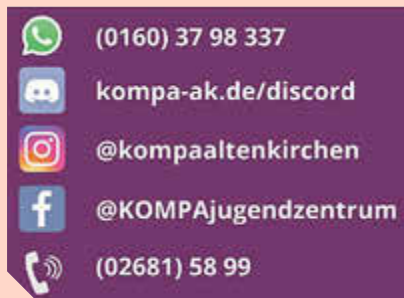 (0160) 37 98 337
kompa-ak.de/discord
@kompaaltenkirchen
@KOMPAjugendzentrum
(02681) 58 99